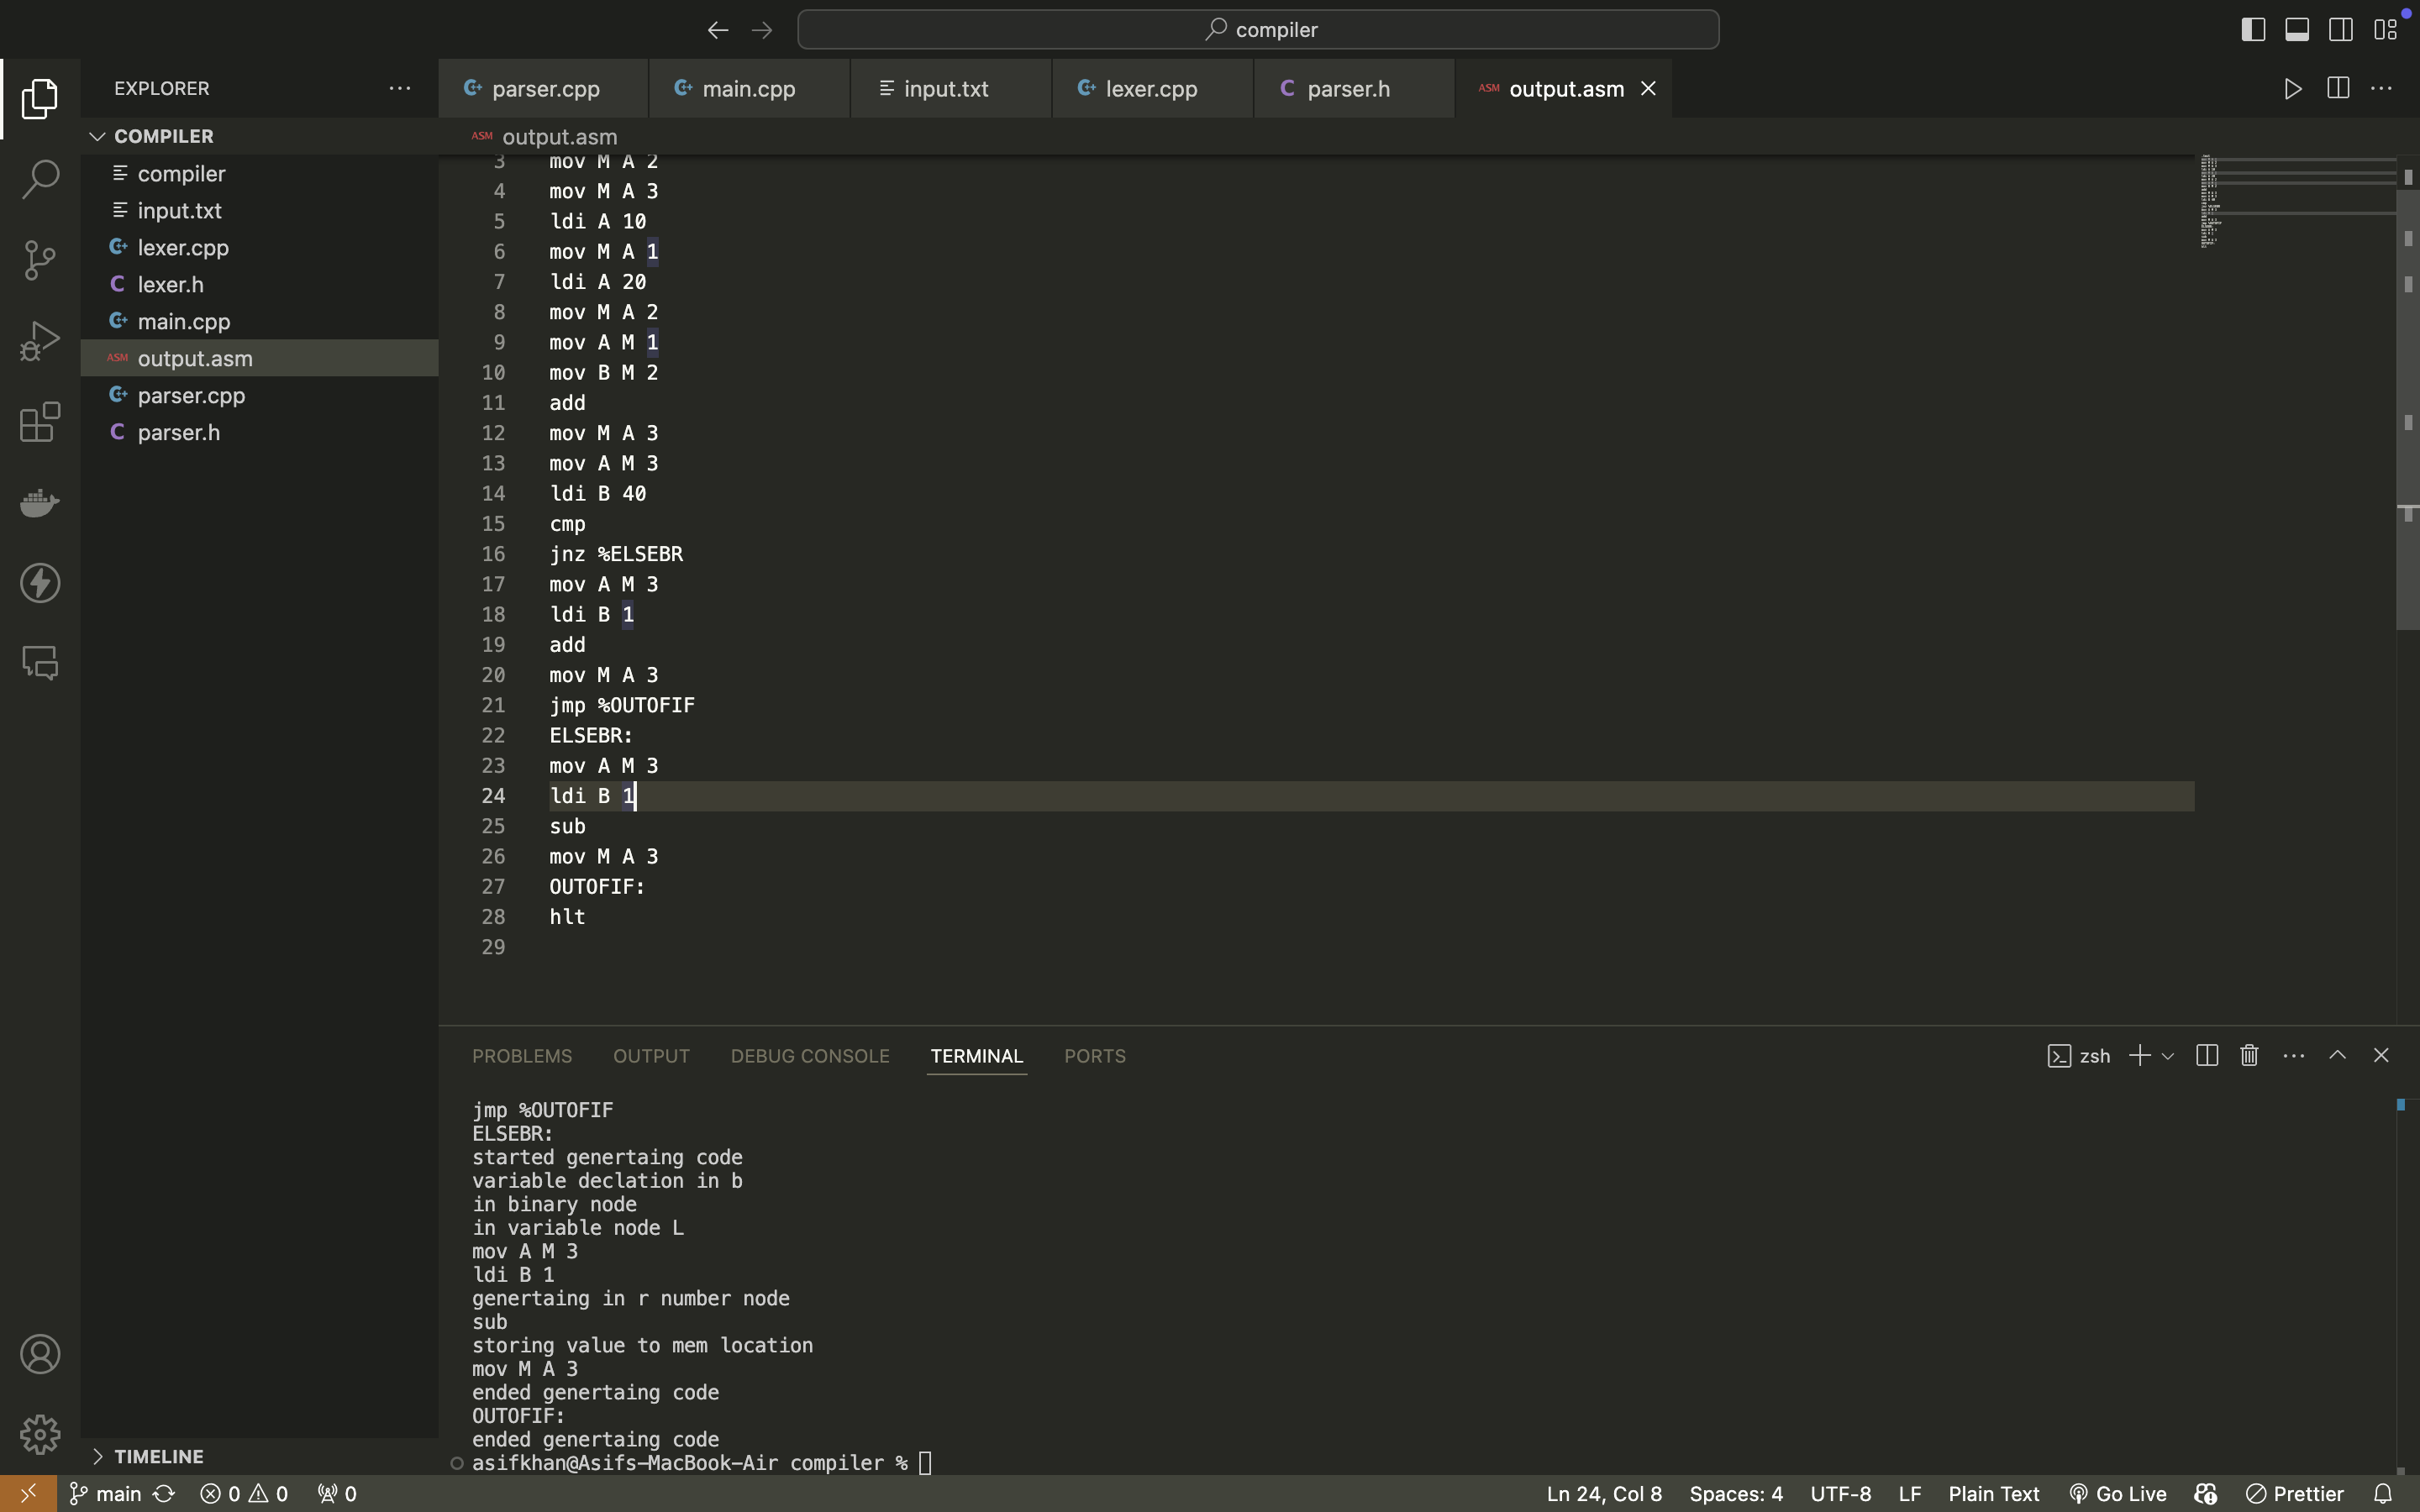 compiler
EXPLORER
COMPILER
compiler
input.txt
lexer.cpp
lexer.h
main.cpp
ASM output.asm
parser.cpp
parser.h
TIMELINE
parser.cpp main.cpp input.txt lexer.cpp parser.h ASM output.asm
ASM output.asm
3 mov M A 2
4 mov M A 3
5 ldi A 10
6 mov M A 1
7 ldi A 20
8 mov M A 2
9 mov A M 1
10 mov B M 2
11 add
12 mov M A 3
13 mov A M 3
14 ldi B 40
15 cmp
16 jnz %ELSEBR
17 mov A M 3
18 ldi B 1
19 add
20 mov M A 3
21 jmp %OUTOFIF
22 ELSEBR:
23 mov A M 3
24 ldi B 1
25 sub
26 mov M A 3
27 OUTOFIF:
28 hlt
29
PROBLEMS OUTPUT DEBUG CONSOLE TERMINAL PORTS zsh
jmp %OUTOFIF
ELSEBR:
started genertaing code
variable declation in b
in binary node
in variable node L
mov A M 3
ldi B 1
genertaing in r number node
sub
storing value to mem location
mov M A 3
ended genertaing code
OUTOFIF:
ended genertaing code
asifkhan@Asifs-MacBook-Air compiler %
main 0 0 0 Ln 24, Col 8 Spaces: 4 UTF-8 LF Plain Text Go Live Prettier